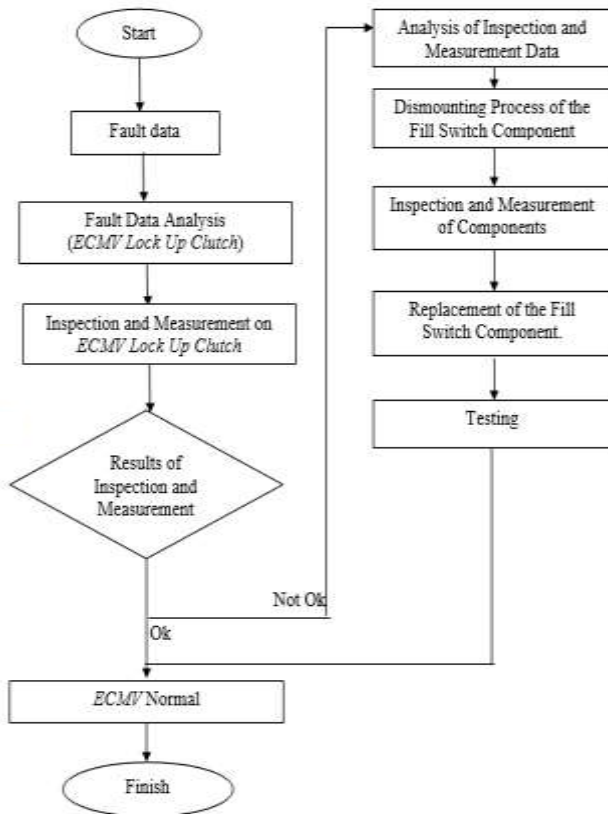 Start
Fault data
Fault Data Analysis
(ECMV Lock Up Clutch)
Inspection and Measurement on
ECMV Lock Up Clutch
Results of
Inspection and
Measurement
Not Ok
Ok
ECMV Normal
Finish
Analysis of Inspection and
Measurement Data
Dismounting Process of the
Fill Switch Component
Inspection and Measurement
of Components
Replacement of the Fill
Switch Component.
Testing